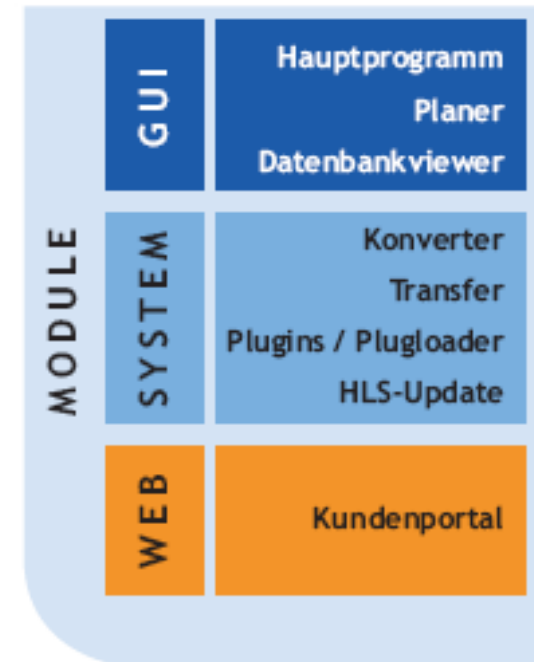 MODULE
GUI
Hauptprogramm
Planer
Datenbankviewer
SYSTEM
Konverter
Transfer
Plugins / Plugloader
HLS-Update
WEB
Kundenportal